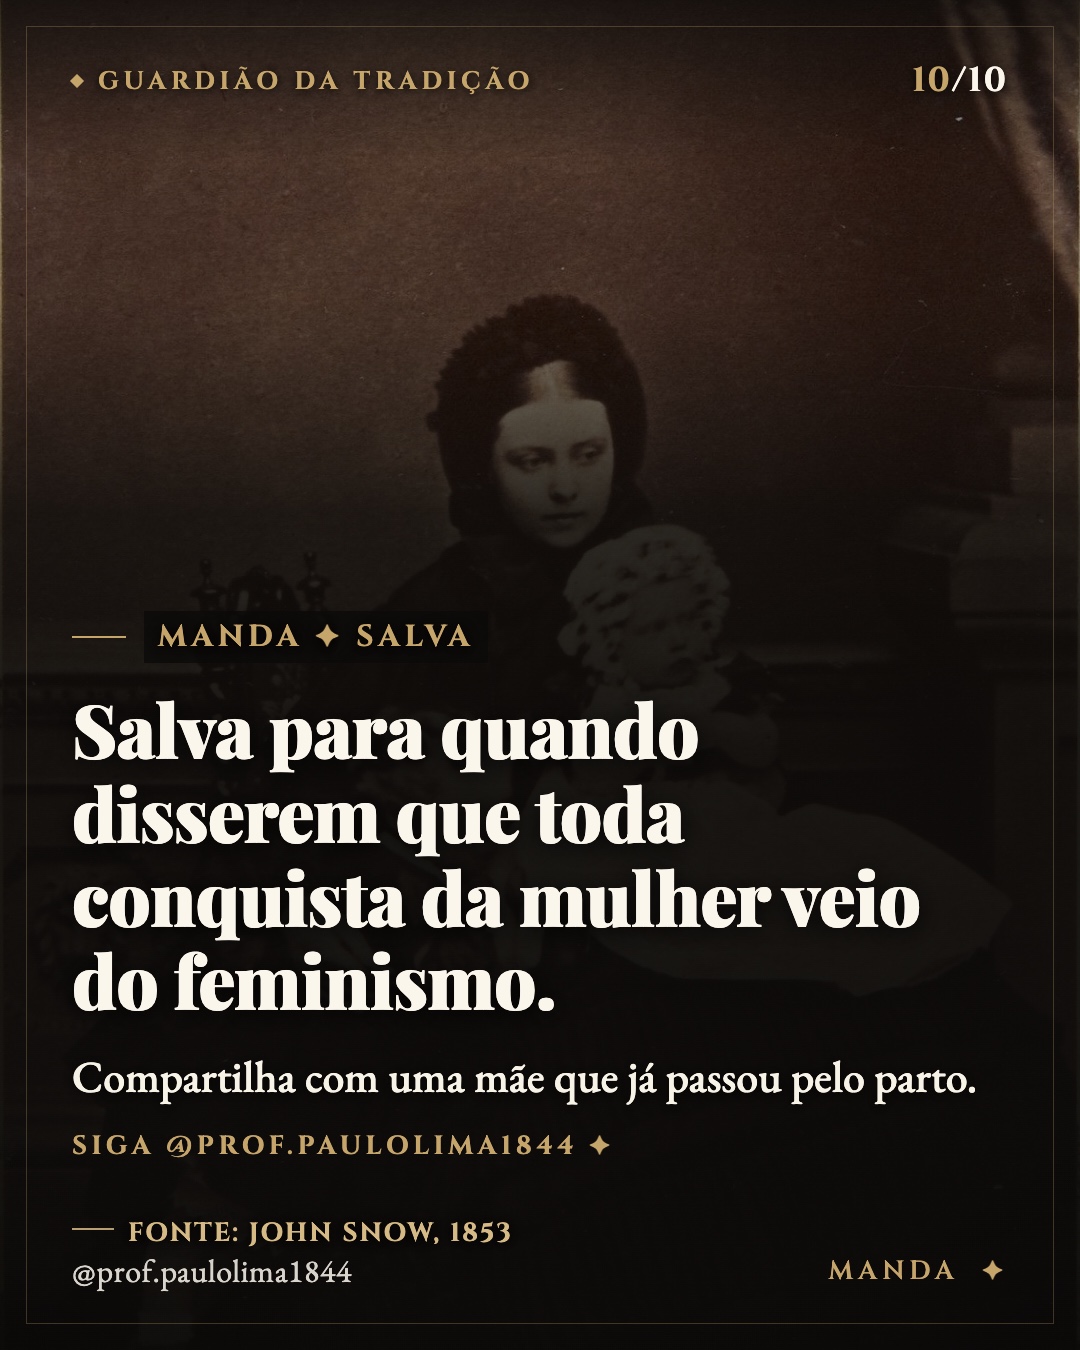 ◆ GUARDIÃO DA TRADIÇÃO
10/10
MANDA ✦ SALVA
Salva para quando
disserem que toda
conquista da mulher veio
do feminismo.
Compartilha com uma mãe que já passou pelo parto.
SIGA @PROF.PAULOLIMA1844 ✦
FONTE: JOHN SNOW, 1853
@prof.paulolima1844
MANDA ✦